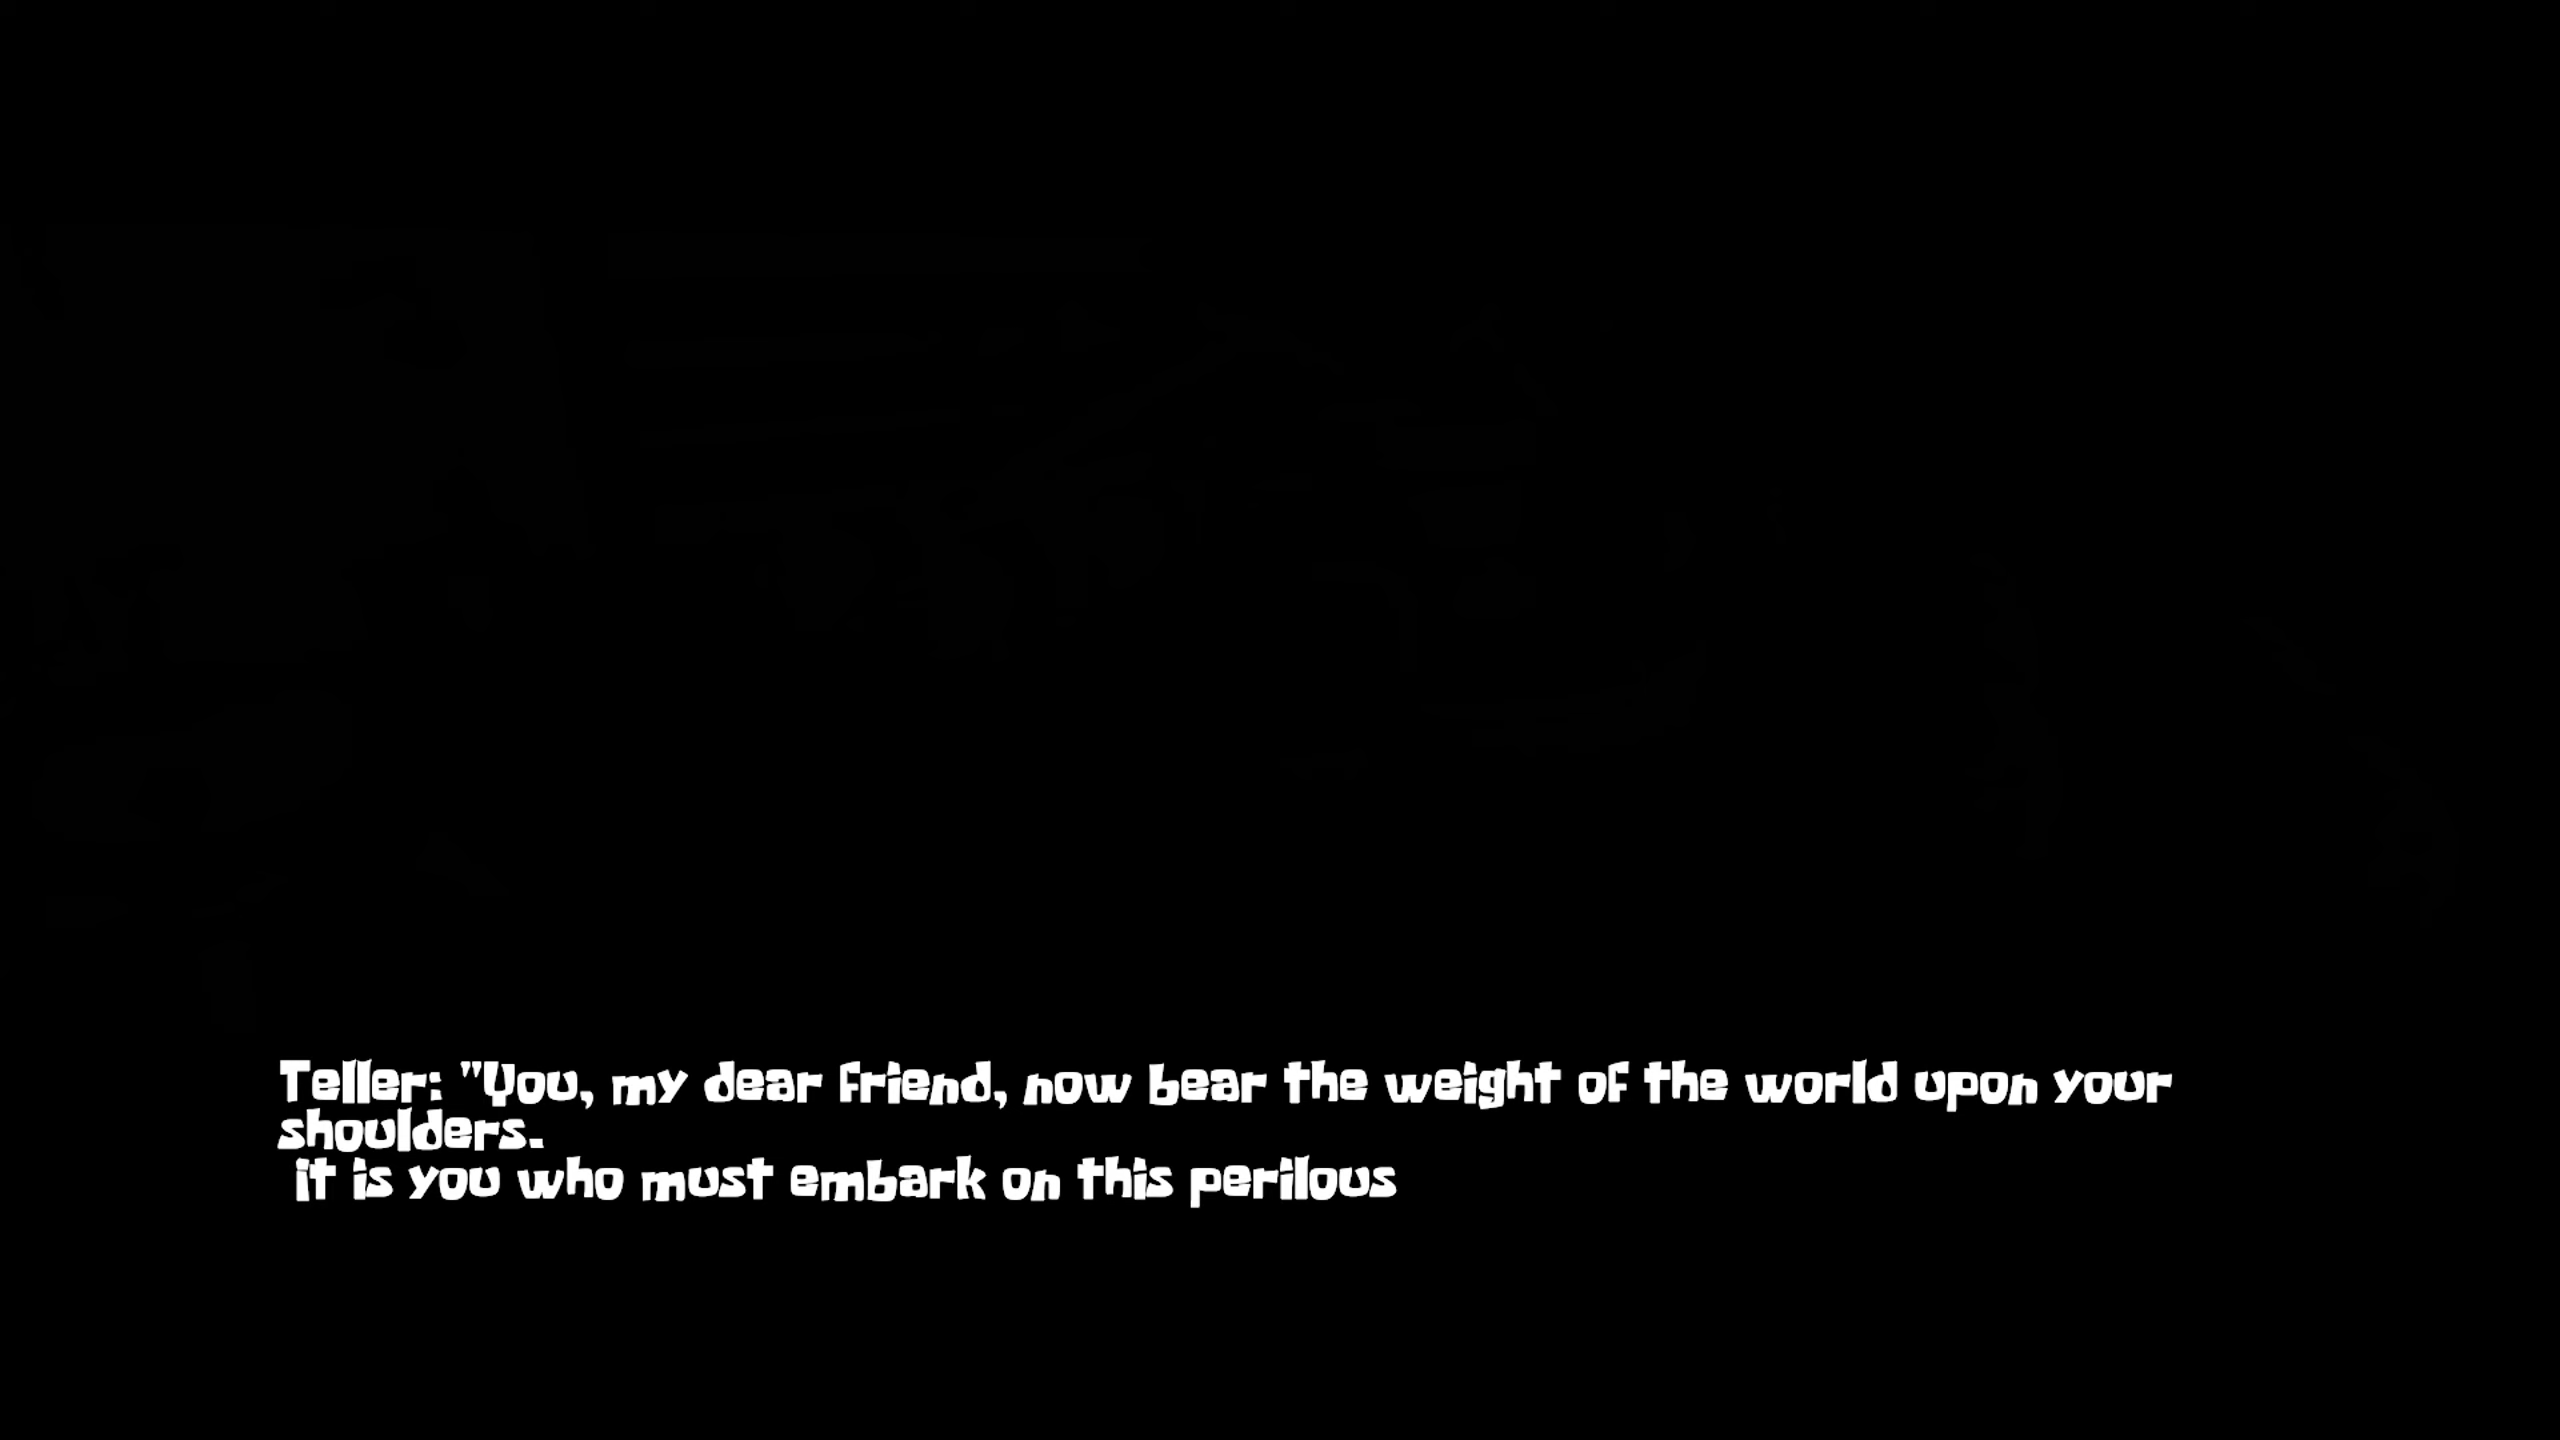 Teller: "You, my dear friend, now bear the weight of the world upon your
shoulders.
it is you who must embark on this perilous